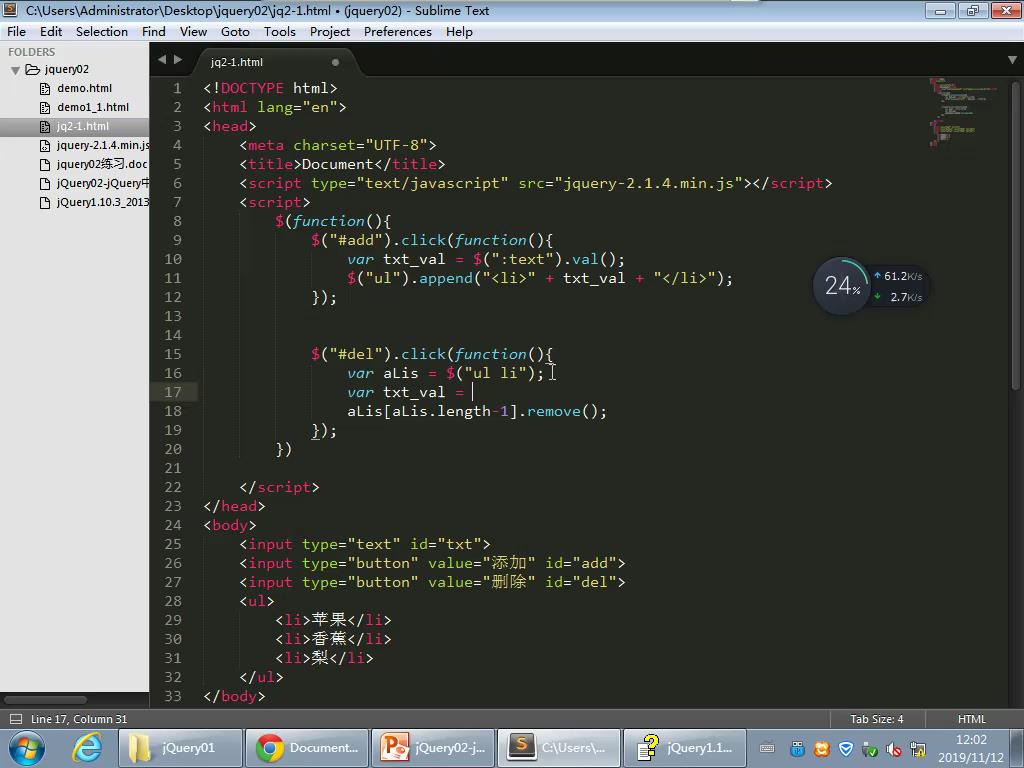 C:\Users\Administrator\Desktop\jquery02\jq2-1.html • (jquery02) - Sublime Text
File Edit Selection Find View Goto Tools Project Preferences Help
FOLDERS
jquery02
demo.html
demo1_1.html
jq2-1.html
jquery-2.1.4.min.js
jquery02练习.doc
jQuery02-jQuery中
jQuery1.10.3_2013
jq2-1.html
1 <!DOCTYPE html>
2 <html lang="en">
3 <head>
4 <meta charset="UTF-8">
5 <title>Document</title>
6 <script type="text/javascript" src="jquery-2.1.4.min.js"></script>
7 <script>
8 $(function(){
9 $("#add").click(function(){
10 var txt_val = $(":text").val();
11 $("ul").append("<li>" + txt_val + "</li>");
12 });
13
14
15 $("#del").click(function(){
16 var aLis = $("ul li");
17 var txt_val =
18 aLis[aLis.length-1].remove();
19 });
20 })
21
22 </script>
23 </head>
24 <body>
25 <input type="text" id="txt">
26 <input type="button" value="添加" id="add">
27 <input type="button" value="删除" id="del">
28 <ul>
29 <li>苹果</li>
30 <li>香蕉</li>
31 <li>梨</li>
32 </ul>
33 </body>
24%
61.2K/s
2.7K/s
Line 17, Column 31 Tab Size: 4 HTML
jQuery01 Document... jQuery02-j... C:\Users\... jQuery1.1...
12:02
2019/11/12